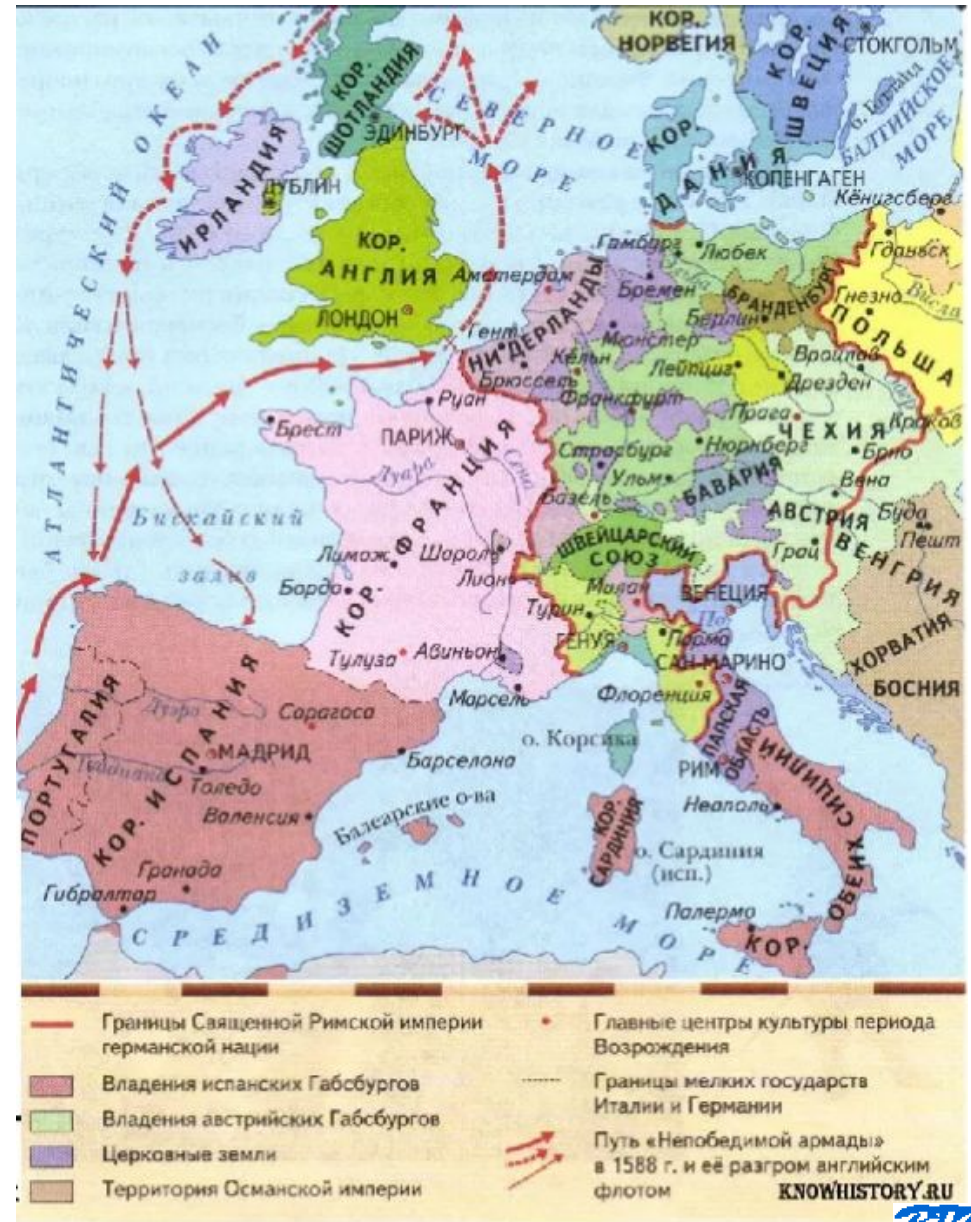 КОР.
НОРВЕГИЯ
КОР.
ШВЕЦИЯ
СТОКГОЛЬМ
о. Готланд
БАЛТИЙСКОЕ
МОРЕ
АТЛАНТИЧЕСКИЙ ОКЕАН
КОР.
ШОТЛАНДИЯ
ЭДИНБУРГ
СЕВЕРНОЕ
МОРЕ
КОР.
ДАНИЯ
КОПЕНГАГЕН
ИРЛАНДИЯ
ДУБЛИН
Кёнигсберг
КОР.
АНГЛИЯ
ЛОНДОН
Амстердам
Гамбург
Любек
Гданьск
Эльба
Бремен
БРАНДЕНБУРГ
Берлин
Гнезно
Висла
ПОЛЬША
НИДЕРЛАНДЫ
Гент
Мюнстер
Кёльн
Брюссель
Лейпциг
Вроцлав
Дрезден
Одер
Франкфурт
Прага
ЧЕХИЯ
Краков
Брно
Руан
Брест
ПАРИЖ
Сена
Луара
Страсбург
Нюрнберг
Ульм
БАВАРИЯ
Вена
Базель
АВСТРИЯ
Буда
Пешт
Грац
ВЕНГРИЯ
Бискайский
залив
КОР. ФРАНЦИЯ
Лимож
Шароль
Лион
Бордо
ШВЕЙЦАРСКИЙ
СОЮЗ
Милан
ВЕНЕЦИЯ
По
Турин
ГЕНУЯ
Парма
САН-МАРИНО
ХОРВАТИЯ
БОСНИЯ
Тулуза
Авиньон
Марсель
Флоренция
ПАПСКАЯ
ОБЛАСТЬ
РИМ
о. Корсика
ПОРТУГАЛИЯ
КОР. ИСПАНИЯ
Дуэро
Сарагоса
МАДРИД
Гвадиана
Толедо
Барселона
Валенсия
Балеарские о-ва
Гранада
Гибралтар
КОР.
САРДИНИЯ
о. Сардиния
(исп.)
Неаполь
Палермо
КОР. ОБЕИХ СИЦИЛИЙ
СРЕДИЗЕМНОЕ МОРЕ
Границы Священной Римской империи
германской нации
Владения испанских Габсбургов
Владения австрийских Габсбургов
Церковные земли
Территория Османской империи
Главные центры культуры периода
Возрождения
Границы мелких государств
Италии и Германии
Путь «Непобедимой армады»
в 1588 г. и её разгром английским
флотом
KNOWHISTORY.RU